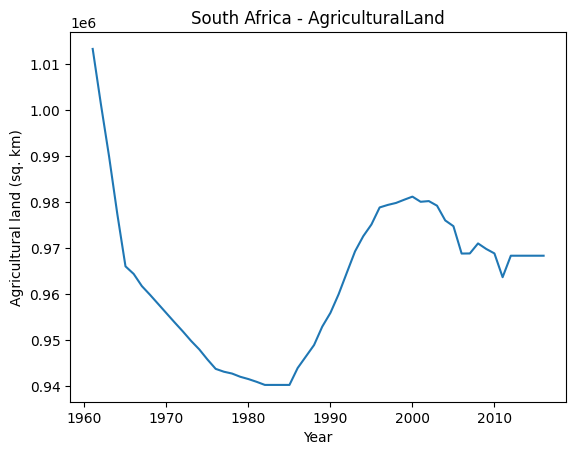 South Africa - AgriculturalLand
1e6
1.01
1.00
0.99
0.98
0.97
0.96
0.95
0.94
Agricultural land (sq. km)
1960 1970 1980 1990 2000 2010
Year